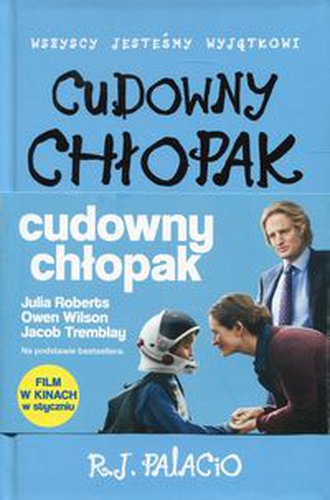 WSZYSCY JESTEŚMY WYJĄTKOWI
CUDOWNY
CHŁOPAK
cudowny
chłopak
Julia Roberts
Owen Wilson
Jacob Tremblay
Na podstawie bestsellera.
FILM
W KINACH
w styczniu
R.J. PALACIO